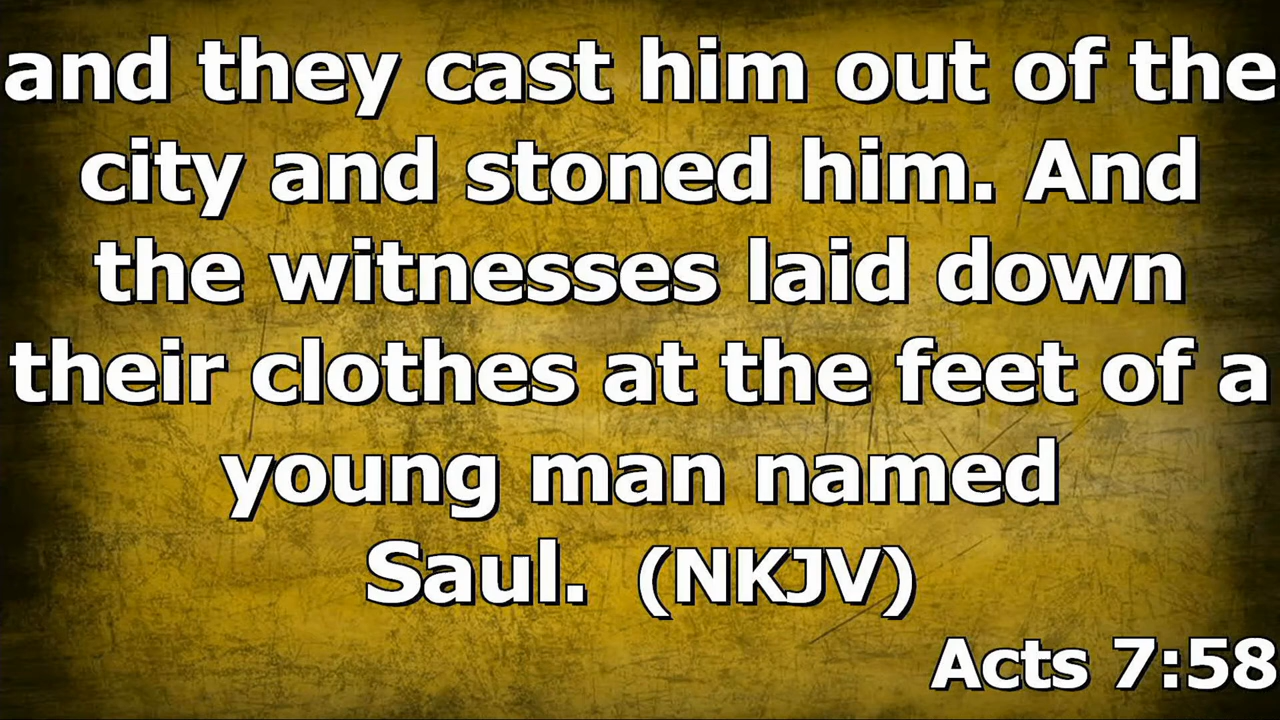 and they cast him out of the
city and stoned him. And
the witnesses laid down
their clothes at the feet of a
young man named
Saul. (NKJV)
Acts 7:58